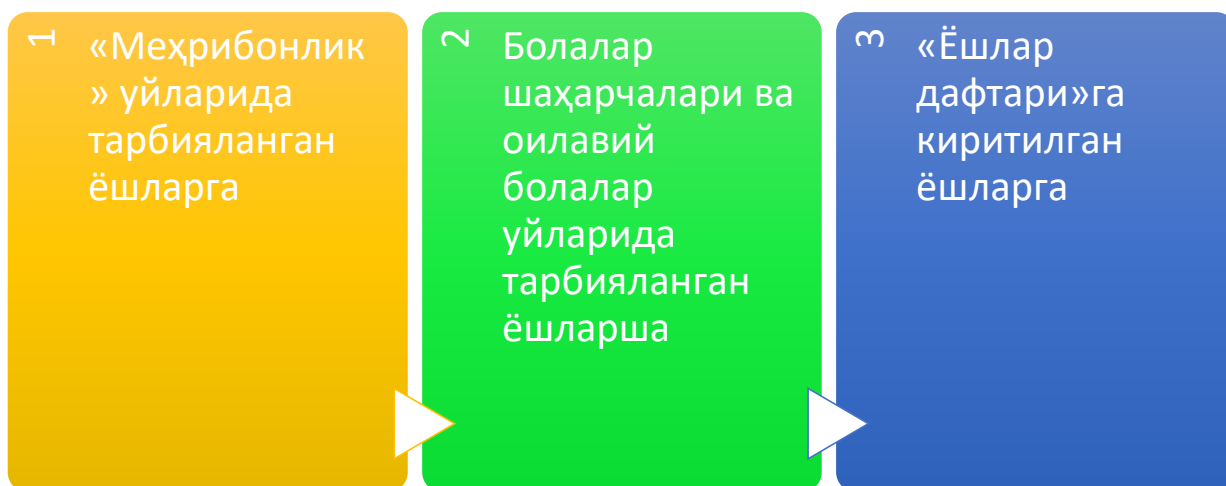 1
«Меҳрибонлик
» уйларида
тарбияланган
ёшларга
2
Болалар
шаҳарчалари ва
оилавий
болалар
уйларида
тарбияланган
ёшларша
3
«Ёшлар
дафтари»га
киритилган
ёшларга